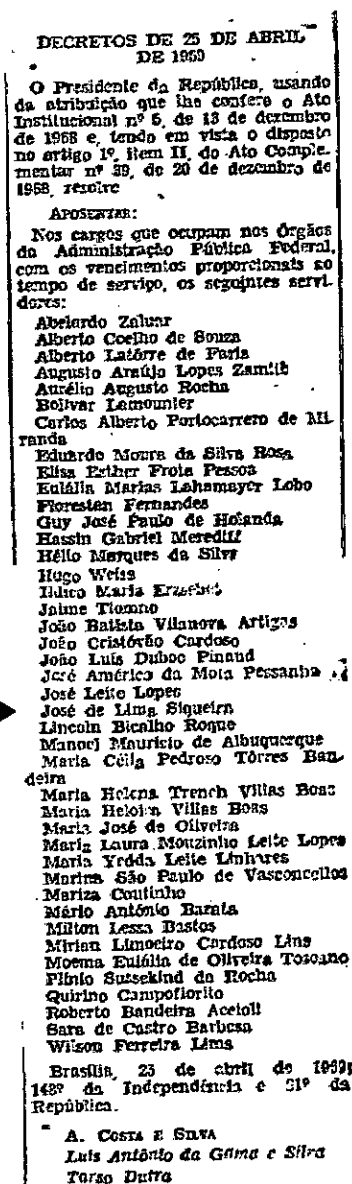 DECRETOS DE 25 DE ABRIL
DE 1969
O Presidente da República, usando
da atribuição que lhe confere o Ato
Institucional nº 5, de 13 de dezembro
de 1968 e, tendo em vista o disposto
no artigo 1º, item II, do Ato Comple-
mentar nº 39, de 20 de dezembro de
1968, resolve
APOSENTAR:
Nos cargos que ocupam nos Órgãos
da Administração Pública Federal,
com os vencimentos proporcionais ao
tempo de serviço, os seguintes servi-
dores:
Abelardo Zaluar
Alberto Coelho de Souza
Alberto Latôrre de Faria
Augusto Araújo Lopes Zamith
Aurélio Augusto Rocha
Bolivar Lamounier
Carlos Alberto Portocarrero de Mi-
randa
Eduardo Moura da Silva Rosa
Elisa Esther Frota Pessoa
Eulália Marias Lahamayer Lobo
Florestan Fernandes
Guy José Paulo de Holanda
Hassin Gabriel Mereditf
Hélio Marques da Silva
Hugo Weiss
Maria
Jaime Tiomno
João Batista Vilanova Artigas
João Cristóvão Cardoso
João Luís Duboc Pinaud
José Américo da Mota Pessanha
José Leite Lopes
José de Lima Siqueira
Lincoln Bicalho Roque
Manoel Maurício de Albuquerque
Maria Célia Pedroso Tôrres Ban-
deira
Maria Helena Trench Villas Boas
Maria Heloísa Villas Boas
Maria José de Oliveira
Maria Laura Mouzinho Leite Lopes
Maria Yedda Leite Linhares
Marina São Paulo de Vasconcellos
Mariza Coutinho
Mário Antônio Barata
Milton Lessa Bastos
Mirian Limoeiro Cardoso Lins
Moema Eulália de Oliveira Toscano
Plínio Sussekind da Rocha
Quirino Campofiorito
Roberto Bandeira Accioli
Sara de Castro Barbosa
Wilson Ferreira Lima
Brasília, 25 de abril de 1969;
148º da Independência e 81º da
República.
A. COSTA E SILVA
Luís Antônio da Gama e Silva
Tarso Dutra